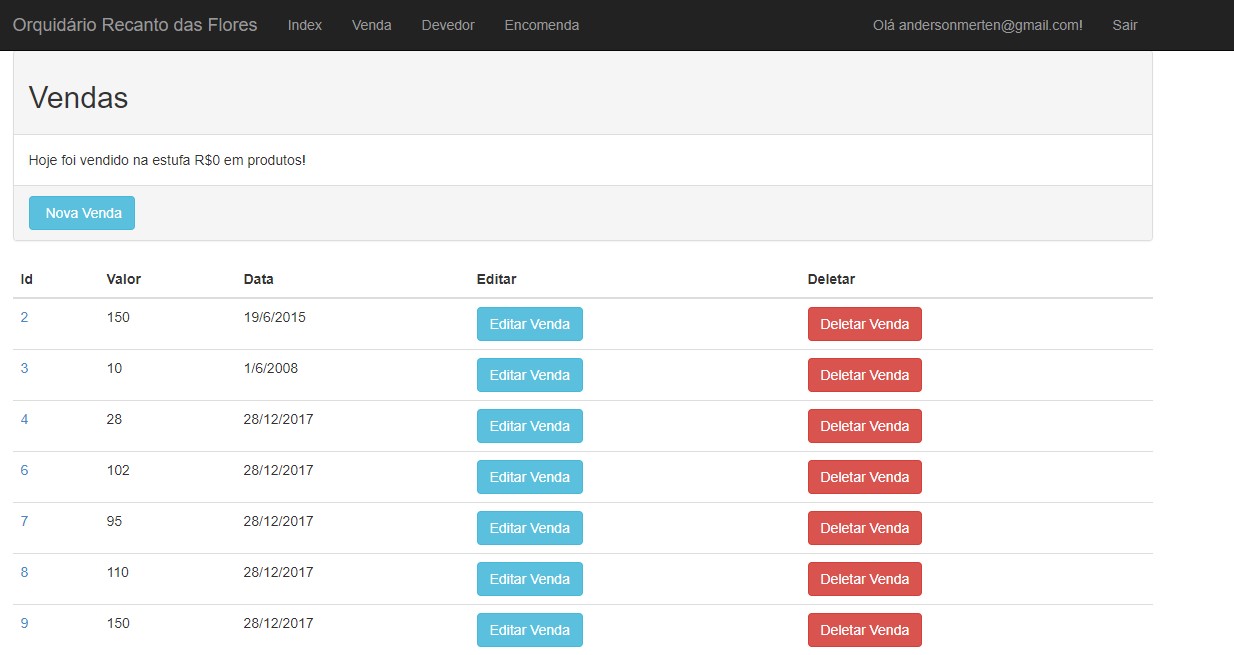 Orquidário Recanto das Flores Index Venda Devedor Encomenda Olá andersonmerten@gmail.com! Sair
Vendas
Hoje foi vendido na estufa R$0 em produtos!
Nova Venda
Id Valor Data Editar Deletar
2 150 19/6/2015 Editar Venda Deletar Venda
3 10 1/6/2008 Editar Venda Deletar Venda
4 28 28/12/2017 Editar Venda Deletar Venda
6 102 28/12/2017 Editar Venda Deletar Venda
7 95 28/12/2017 Editar Venda Deletar Venda
8 110 28/12/2017 Editar Venda Deletar Venda
9 150 28/12/2017 Editar Venda Deletar Venda